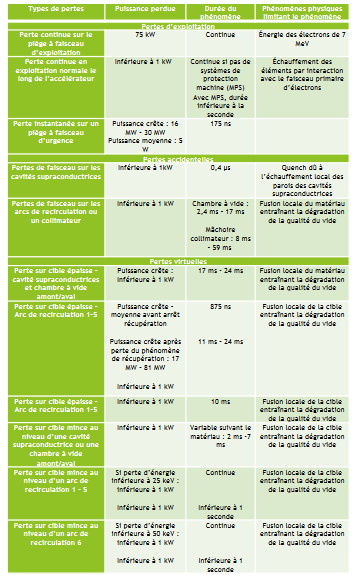 Types de pertes
Puissance perdue
Durée du
phénomène
Phénomènes physiques
limitant le phénomène
Pertes d'exploitation
Perte continue sur le
piège à faisceau
d'exploitation
75 kW
Continue
Énergie des électrons de 7
MeV
Perte continue en
exploitation normale le
long de l'accélérateur
Inférieure à 1 kW
Continue si pas de
systèmes de
protection
machine (MPS)
Avec MPS, durée
inférieure à la
seconde
Échauffement des
éléments par interaction
avec le faisceau primaire
d'électrons
Perte instantanée sur un
piège à faisceau
d'urgence
Puissance crête : 16
MW - 30 MW
Puissance moyenne : 5
W
175 ns
Pertes accidentelles
Pertes de faisceau sur les
cavités supraconductrices
Inférieure à 1kW
0,4 µs
Quench dû à
l'échauffement local des
parois des cavités
supraconductrices
Pertes de faisceau sur les
arcs de recirculation ou
un collimateur
Inférieure à 1 kW
Chambre à vide :
2,4 ms - 17 ms
Mâchoire
collimateur : 8 ms
- 59 ms
Fusion locale du matériau
entraînant la dégradation
de la qualité du vide
Pertes virtuelles
Perte sur cible épaisse -
cavité supraconductrices
et chambre à vide
amont/aval
Puissance crête :
Inférieure à 1 kW
17 ms - 24 ms
Fusion locale du matériau
entraînant la dégradation
de la qualité du vide
Perte sur cible épaisse -
Arc de recirculation 1-5
Puissance crête -
moyenne avant arrêt
récupération
Puissance crête après
perte du phénomène
de récupération : 17
MW - 81 MW
Inférieure à 1 kW
875 ns
11 ms - 24 ms
Fusion locale de la cible
entraînant la dégradation
de la qualité du vide
Perte sur cible épaisse -
Arc de recirculation 1-5
Inférieure à 1 kW
10 ms
Fusion locale de la cible
entraînant la dégradation
de la qualité du vide
Perte sur cible mince au
niveau d'une cavité
supraconductrice ou une
chambre à vide
amont/aval
Inférieure à 1 kW
Variable suivant le
matériau : 2 ms -7
ms
Fusion locale de la cible
entraînant la dégradation
de la qualité du vide
Perte sur cible mince au
niveau d'un arc de
recirculation 1 - 5
Si perte d'énergie
inférieure à 25 keV :
Inférieure à 1 kW
Inférieure à 1 kW
Continue
Inférieure à 1
seconde
Fusion locale de la cible
entraînant la dégradation
de la qualité du vide
Perte sur cible mince au
niveau d'un arc de
recirculation 6
Si perte d'énergie
inférieure à 50 keV :
Inférieure à 1 kW
Inférieure à 1 kW
Continue
Inférieure à 1
seconde
Fusion locale de la cible
entraînant la dégradation
de la qualité du vide